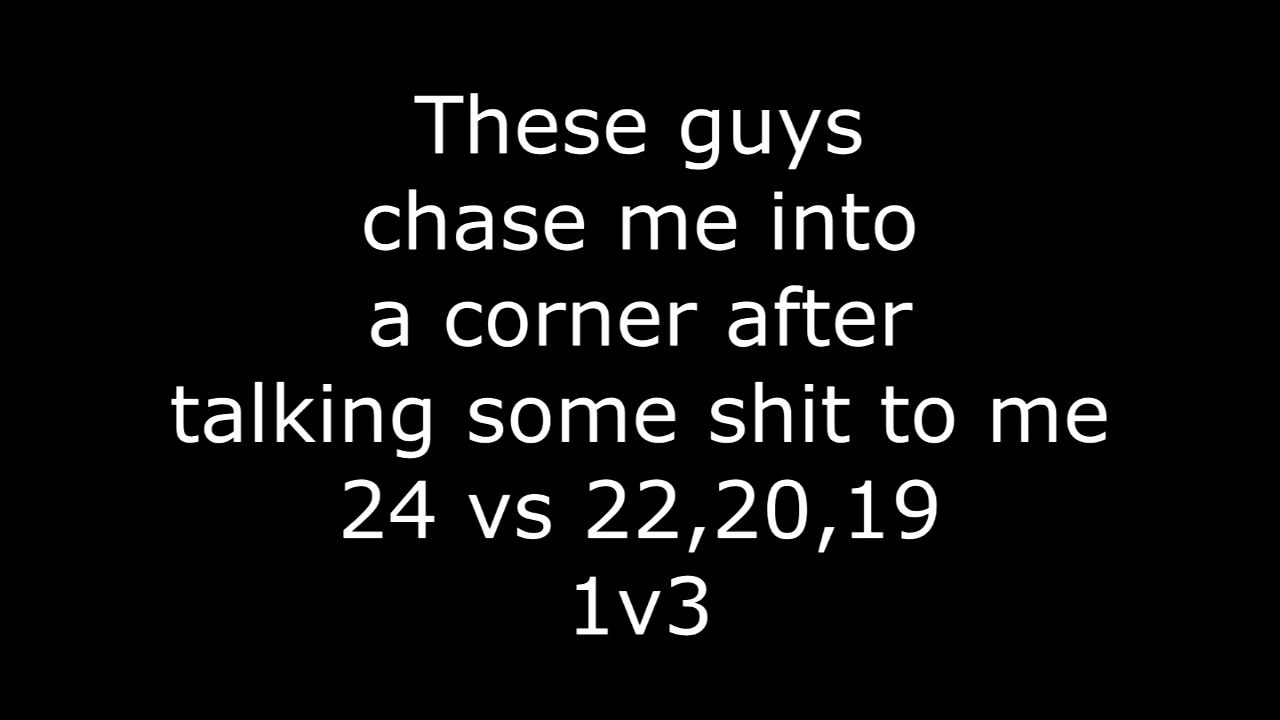 These guys
chase me into
a corner after
talking some shit to me
24 vs 22,20,19
1v3